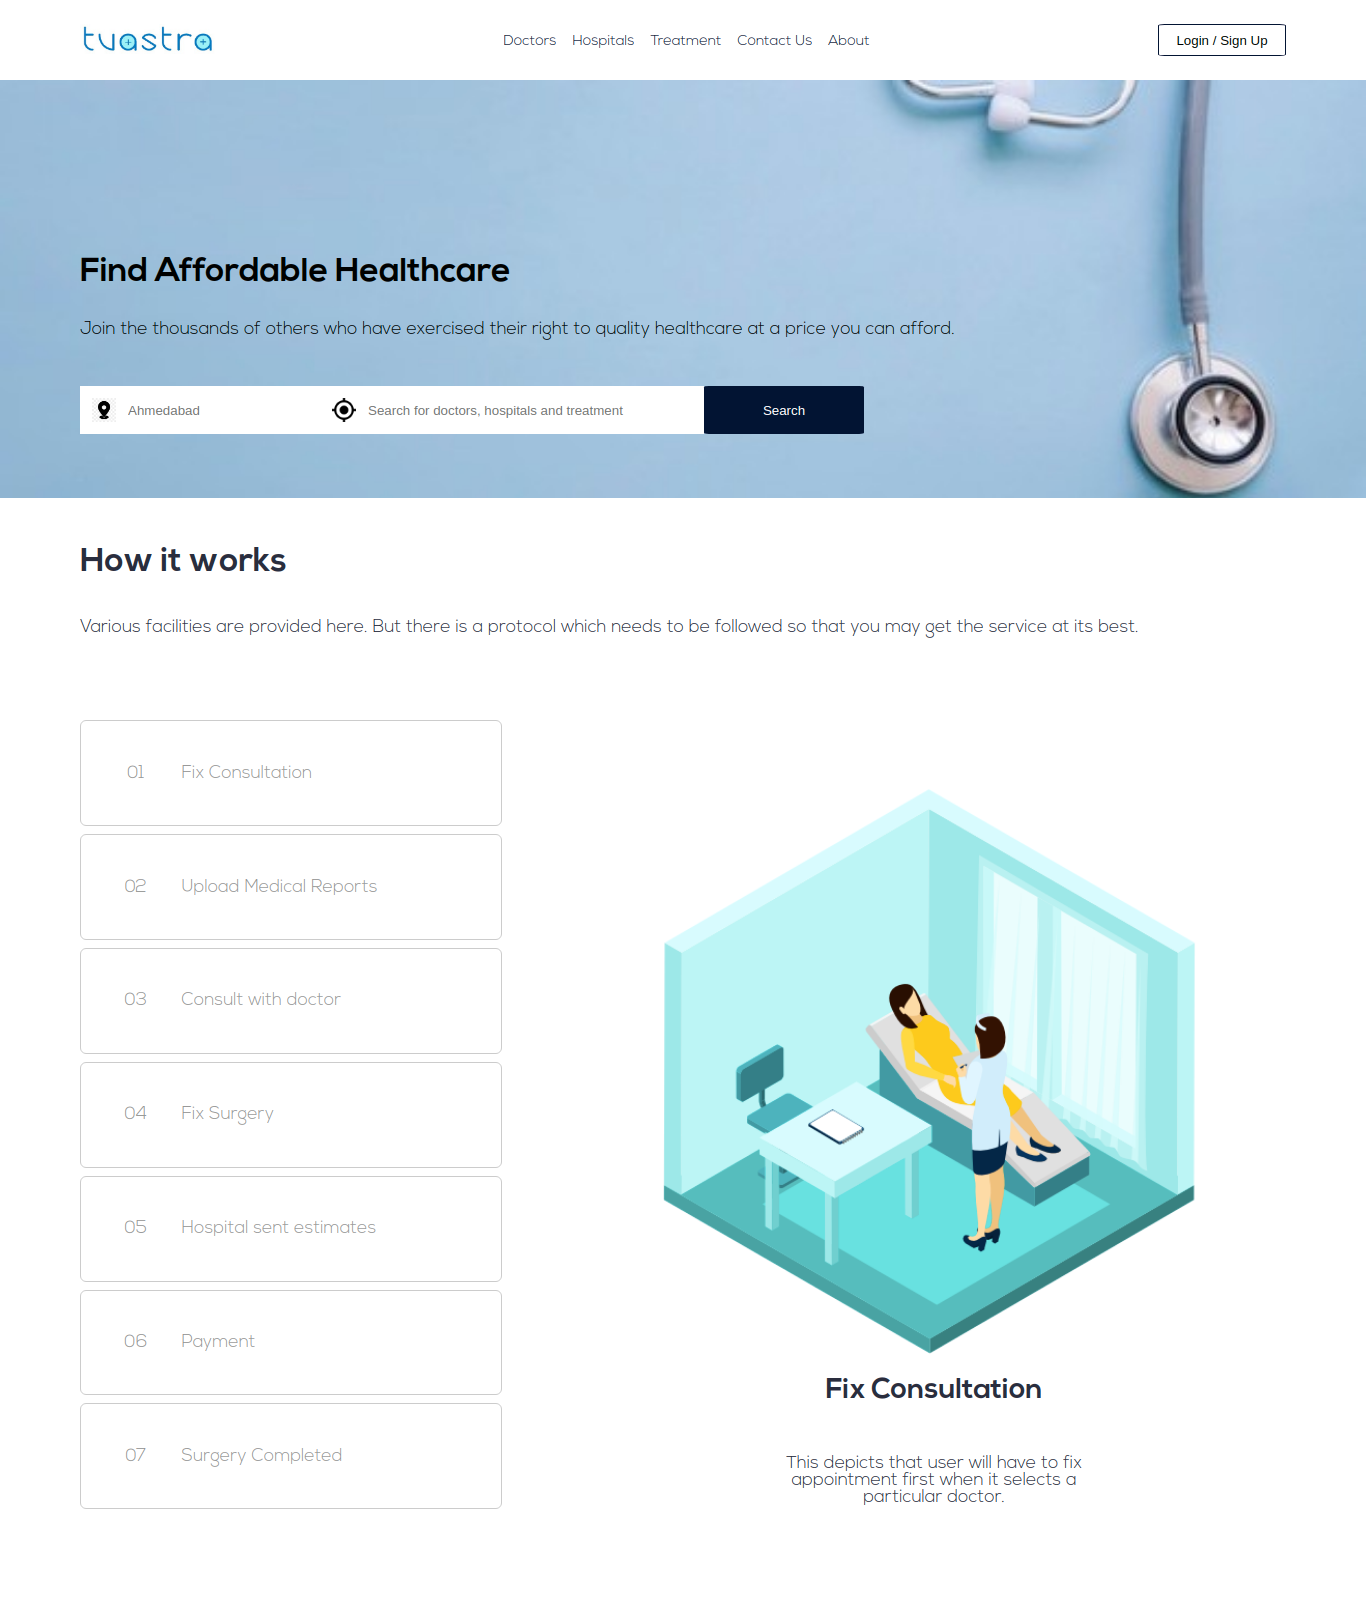 tvastra
Doctors Hospitals Treatment Contact Us About
Login / Sign Up
Find Affordable Healthcare
Join the thousands of others who have exercised their right to quality healthcare at a price you can afford.
Ahmedabad
Search for doctors, hospitals and treatment
Search
How it works
Various facilities are provided here. But there is a protocol which needs to be followed so that you may get the service at its best.
01 Fix Consultation
02 Upload Medical Reports
03 Consult with doctor
04 Fix Surgery
05 Hospital sent estimates
06 Payment
07 Surgery Completed
Fix Consultation
This depicts that user will have to fix
appointment first when it selects a
particular doctor.